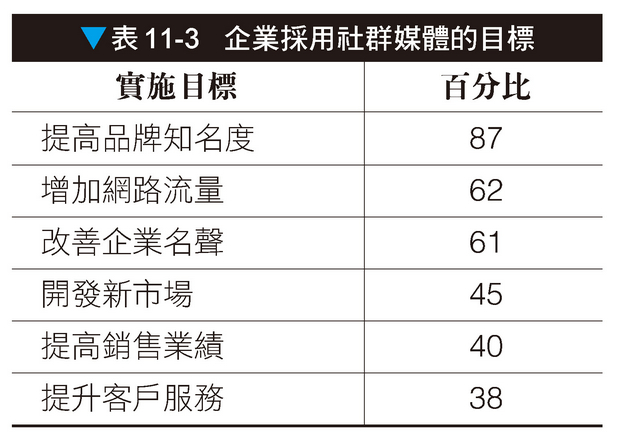 ▼表 11-3 企業採用社群媒體的目標
實施目標 百分比
提高品牌知名度 87
增加網路流量 62
改善企業名聲 61
開發新市場 45
提高銷售業績 40
提升客戶服務 38